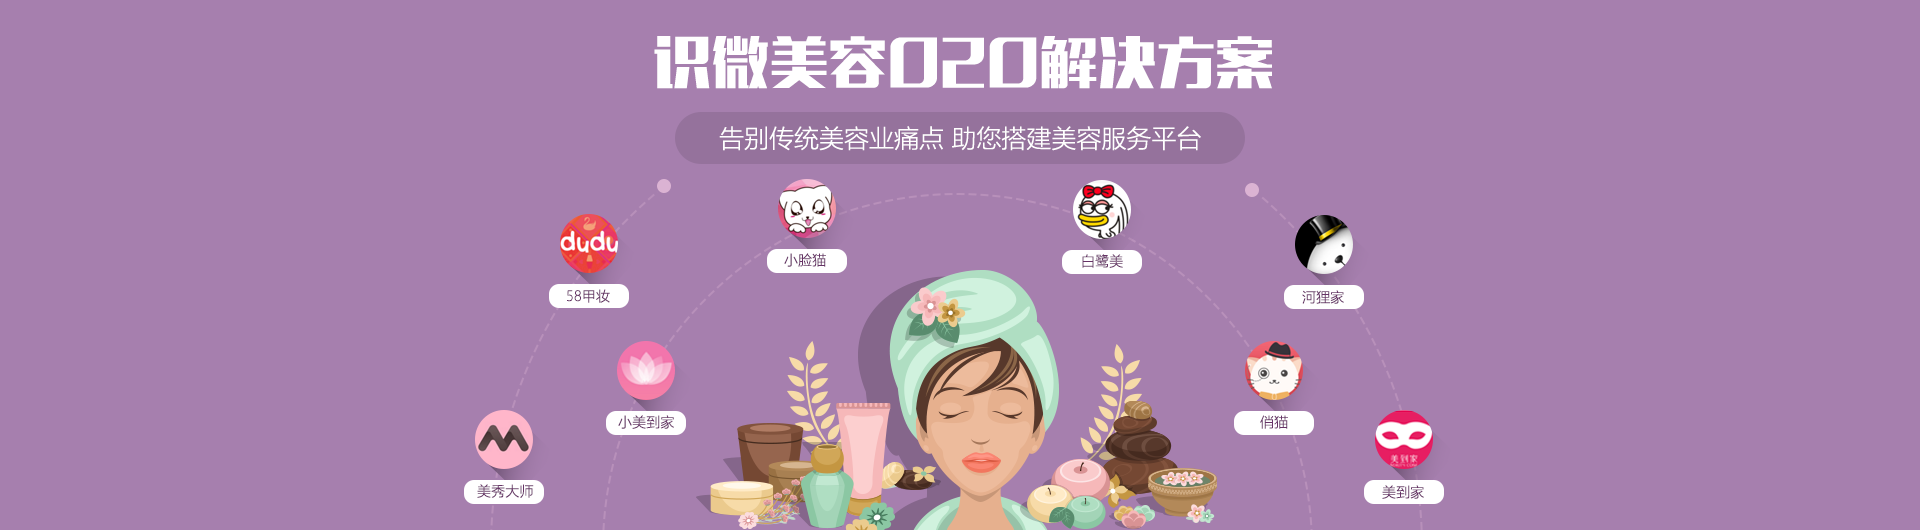 识微美容O2O解决方案
告别传统美容业痛点 助您搭建美容服务平台
dudu
58甲妆
小脸猫
白鹭美
河狸家
小美到家
俏猫
美秀大师
美到家
美到家